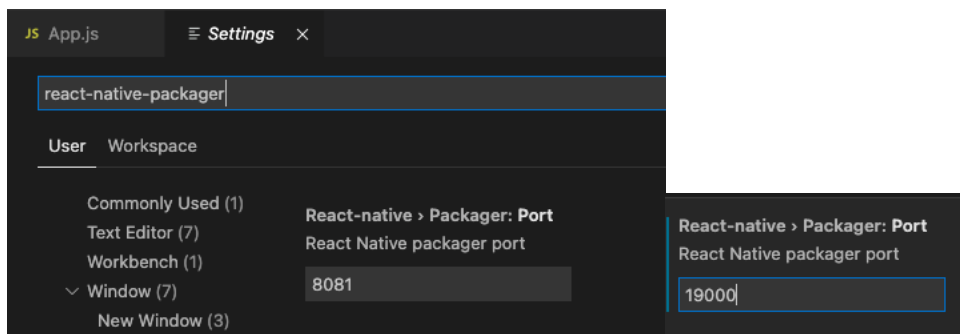 JS App.js Settings
react-native-packager
User Workspace
Commonly Used (1)
Text Editor (7)
Workbench (1)
Window (7)
New Window (3)
React-native › Packager: Port
React Native packager port
8081
React-native › Packager: Port
React Native packager port
19000